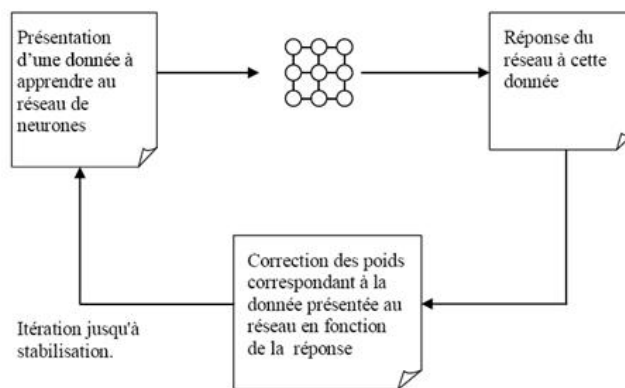 Présentation
d'une donnée à
apprendre au
réseau de
neurones
Réponse du
réseau à cette
donnée
Correction des poids
correspondant à la
donnée présentée au
réseau en fonction
de la réponse
Itération jusqu'à
stabilisation.